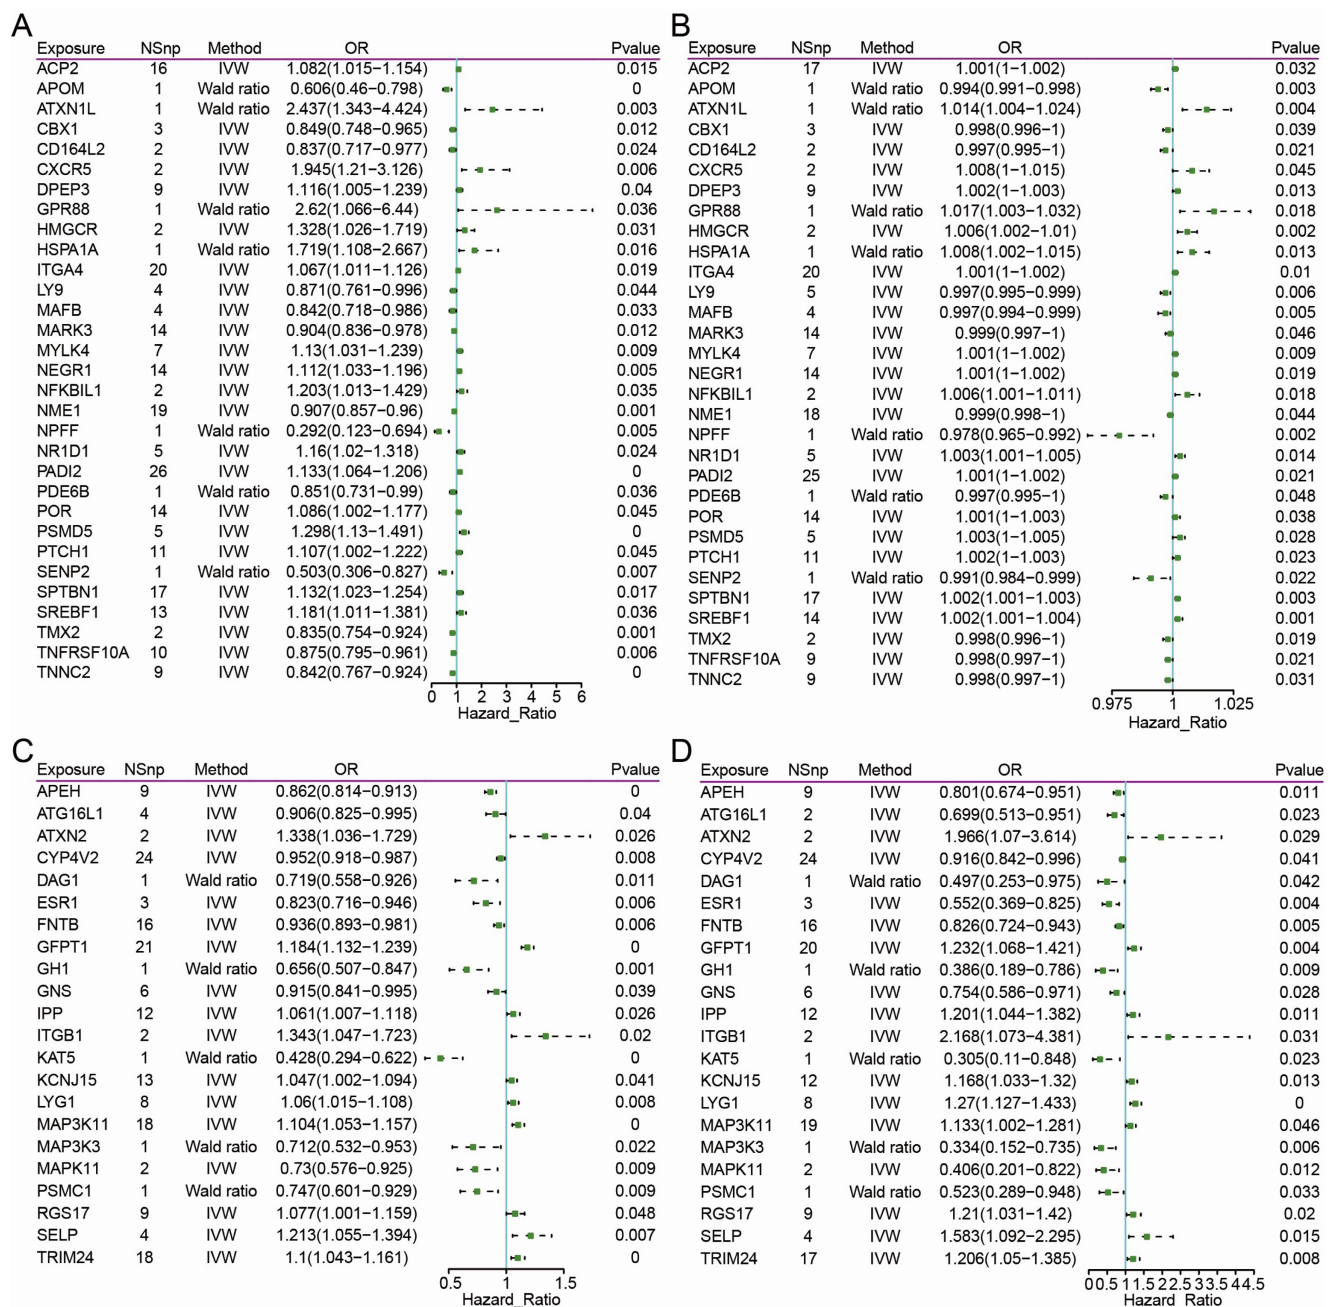 A
Exposure NSnp Method OR Pvalue
ACP2 16 IVW 1.082(1.015−1.154) 0.015
APOM 1 Wald ratio 0.606(0.46−0.798) 0
ATXN1L 1 Wald ratio 2.437(1.343−4.424) 0.003
CBX1 3 IVW 0.849(0.748−0.965) 0.012
CD164L2 2 IVW 0.837(0.717−0.977) 0.024
CXCR5 2 IVW 1.945(1.21−3.126) 0.006
DPEP3 9 IVW 1.116(1.005−1.239) 0.04
GPR88 1 Wald ratio 2.62(1.066−6.44) 0.036
HMGCR 2 IVW 1.328(1.026−1.719) 0.031
HSPA1A 1 Wald ratio 1.719(1.108−2.667) 0.016
ITGA4 20 IVW 1.067(1.011−1.126) 0.019
LY9 4 IVW 0.871(0.761−0.996) 0.044
MAFB 4 IVW 0.842(0.718−0.986) 0.033
MARK3 14 IVW 0.904(0.836−0.978) 0.012
MYLK4 7 IVW 1.13(1.031−1.239) 0.009
NEGR1 14 IVW 1.112(1.033−1.196) 0.005
NFKBIL1 2 IVW 1.203(1.013−1.429) 0.035
NME1 19 IVW 0.907(0.857−0.96) 0.001
NPFF 1 Wald ratio 0.292(0.123−0.694) 0.005
NR1D1 5 IVW 1.16(1.02−1.318) 0.024
PADI2 26 IVW 1.133(1.064−1.206) 0
PDE6B 1 Wald ratio 0.851(0.731−0.99) 0.036
POR 14 IVW 1.086(1.002−1.177) 0.045
PSMD5 5 IVW 1.298(1.13−1.491) 0
PTCH1 11 IVW 1.107(1.002−1.222) 0.045
SENP2 1 Wald ratio 0.503(0.306−0.827) 0.007
SPTBN1 17 IVW 1.132(1.023−1.254) 0.017
SREBF1 13 IVW 1.181(1.011−1.381) 0.036
TMX2 2 IVW 0.835(0.754−0.924) 0.001
TNFRSF10A 10 IVW 0.875(0.795−0.961) 0.006
TNNC2 9 IVW 0.842(0.767−0.924) 0
0 1 2 3 4 5 6
Hazard_Ratio
B
Exposure NSnp Method OR Pvalue
ACP2 17 IVW 1.001(1−1.002) 0.032
APOM 1 Wald ratio 0.994(0.991−0.998) 0.003
ATXN1L 1 Wald ratio 1.014(1.004−1.024) 0.004
CBX1 3 IVW 0.998(0.996−1) 0.039
CD164L2 2 IVW 0.997(0.995−1) 0.021
CXCR5 2 IVW 1.008(1−1.015) 0.045
DPEP3 9 IVW 1.002(1−1.003) 0.013
GPR88 1 Wald ratio 1.017(1.003−1.032) 0.018
HMGCR 2 IVW 1.006(1.002−1.01) 0.002
HSPA1A 1 Wald ratio 1.008(1.002−1.015) 0.013
ITGA4 20 IVW 1.001(1−1.002) 0.01
LY9 5 IVW 0.997(0.995−0.999) 0.006
MAFB 4 IVW 0.997(0.994−0.999) 0.005
MARK3 14 IVW 0.999(0.997−1) 0.046
MYLK4 7 IVW 1.001(1−1.002) 0.009
NEGR1 14 IVW 1.001(1−1.002) 0.019
NFKBIL1 2 IVW 1.006(1.001−1.011) 0.018
NME1 18 IVW 0.999(0.998−1) 0.044
NPFF 1 Wald ratio 0.978(0.965−0.992) 0.002
NR1D1 5 IVW 1.003(1.001−1.005) 0.014
PADI2 25 IVW 1.001(1−1.002) 0.021
PDE6B 1 Wald ratio 0.997(0.995−1) 0.048
POR 14 IVW 1.001(1−1.003) 0.038
PSMD5 5 IVW 1.003(1−1.005) 0.028
PTCH1 11 IVW 1.002(1−1.003) 0.023
SENP2 1 Wald ratio 0.991(0.984−0.999) 0.022
SPTBN1 17 IVW 1.002(1.001−1.003) 0.003
SREBF1 14 IVW 1.002(1.001−1.004) 0.001
TMX2 2 IVW 0.998(0.996−1) 0.019
TNFRSF10A 9 IVW 0.998(0.997−1) 0.021
TNNC2 9 IVW 0.998(0.997−1) 0.031
0.975 1 1.025
Hazard_Ratio
C
Exposure NSnp Method OR Pvalue
APEH 9 IVW 0.862(0.814−0.913) 0
ATG16L1 4 IVW 0.906(0.825−0.995) 0.04
ATXN2 2 IVW 1.338(1.036−1.729) 0.026
CYP4V2 24 IVW 0.952(0.918−0.987) 0.008
DAG1 1 Wald ratio 0.719(0.558−0.926) 0.011
ESR1 3 IVW 0.823(0.716−0.946) 0.006
FNTB 16 IVW 0.936(0.893−0.981) 0.006
GFPT1 21 IVW 1.184(1.132−1.239) 0
GH1 1 Wald ratio 0.656(0.507−0.847) 0.001
GNS 6 IVW 0.915(0.841−0.995) 0.039
IPP 12 IVW 1.061(1.007−1.118) 0.026
ITGB1 2 IVW 1.343(1.047−1.723) 0.02
KAT5 1 Wald ratio 0.428(0.294−0.622) 0
KCNJ15 13 IVW 1.047(1.002−1.094) 0.041
LYG1 8 IVW 1.06(1.015−1.108) 0.008
MAP3K11 18 IVW 1.104(1.053−1.157) 0
MAP3K3 1 Wald ratio 0.712(0.532−0.953) 0.022
MAPK11 2 IVW 0.73(0.576−0.925) 0.009
PSMC1 1 Wald ratio 0.747(0.601−0.929) 0.009
RGS17 9 IVW 1.077(1.001−1.159) 0.048
SELP 4 IVW 1.213(1.055−1.394) 0.007
TRIM24 18 IVW 1.1(1.043−1.161) 0
0.5 1 1.5
Hazard_Ratio
D
Exposure NSnp Method OR Pvalue
APEH 9 IVW 0.801(0.674−0.951) 0.011
ATG16L1 2 IVW 0.699(0.513−0.951) 0.023
ATXN2 2 IVW 1.966(1.07−3.614) 0.029
CYP4V2 24 IVW 0.916(0.842−0.996) 0.041
DAG1 1 Wald ratio 0.497(0.253−0.975) 0.042
ESR1 3 IVW 0.552(0.369−0.825) 0.004
FNTB 16 IVW 0.826(0.724−0.943) 0.005
GFPT1 20 IVW 1.232(1.068−1.421) 0.004
GH1 1 Wald ratio 0.386(0.189−0.786) 0.009
GNS 6 IVW 0.754(0.586−0.971) 0.028
IPP 12 IVW 1.201(1.044−1.382) 0.011
ITGB1 2 IVW 2.168(1.073−4.381) 0.031
KAT5 1 Wald ratio 0.305(0.11−0.848) 0.023
KCNJ15 12 IVW 1.168(1.033−1.32) 0.013
LYG1 8 IVW 1.27(1.127−1.433) 0
MAP3K11 19 IVW 1.133(1.002−1.281) 0.046
MAP3K3 1 Wald ratio 0.334(0.152−0.735) 0.006
MAPK11 2 IVW 0.406(0.201−0.822) 0.012
PSMC1 1 Wald ratio 0.523(0.289−0.948) 0.033
RGS17 9 IVW 1.21(1.031−1.42) 0.02
SELP 4 IVW 1.583(1.092−2.295) 0.015
TRIM24 17 IVW 1.206(1.05−1.385) 0.008
0 0.5 1 1.5 2 2.5 3 3.5 4 4.5
Hazard_Ratio